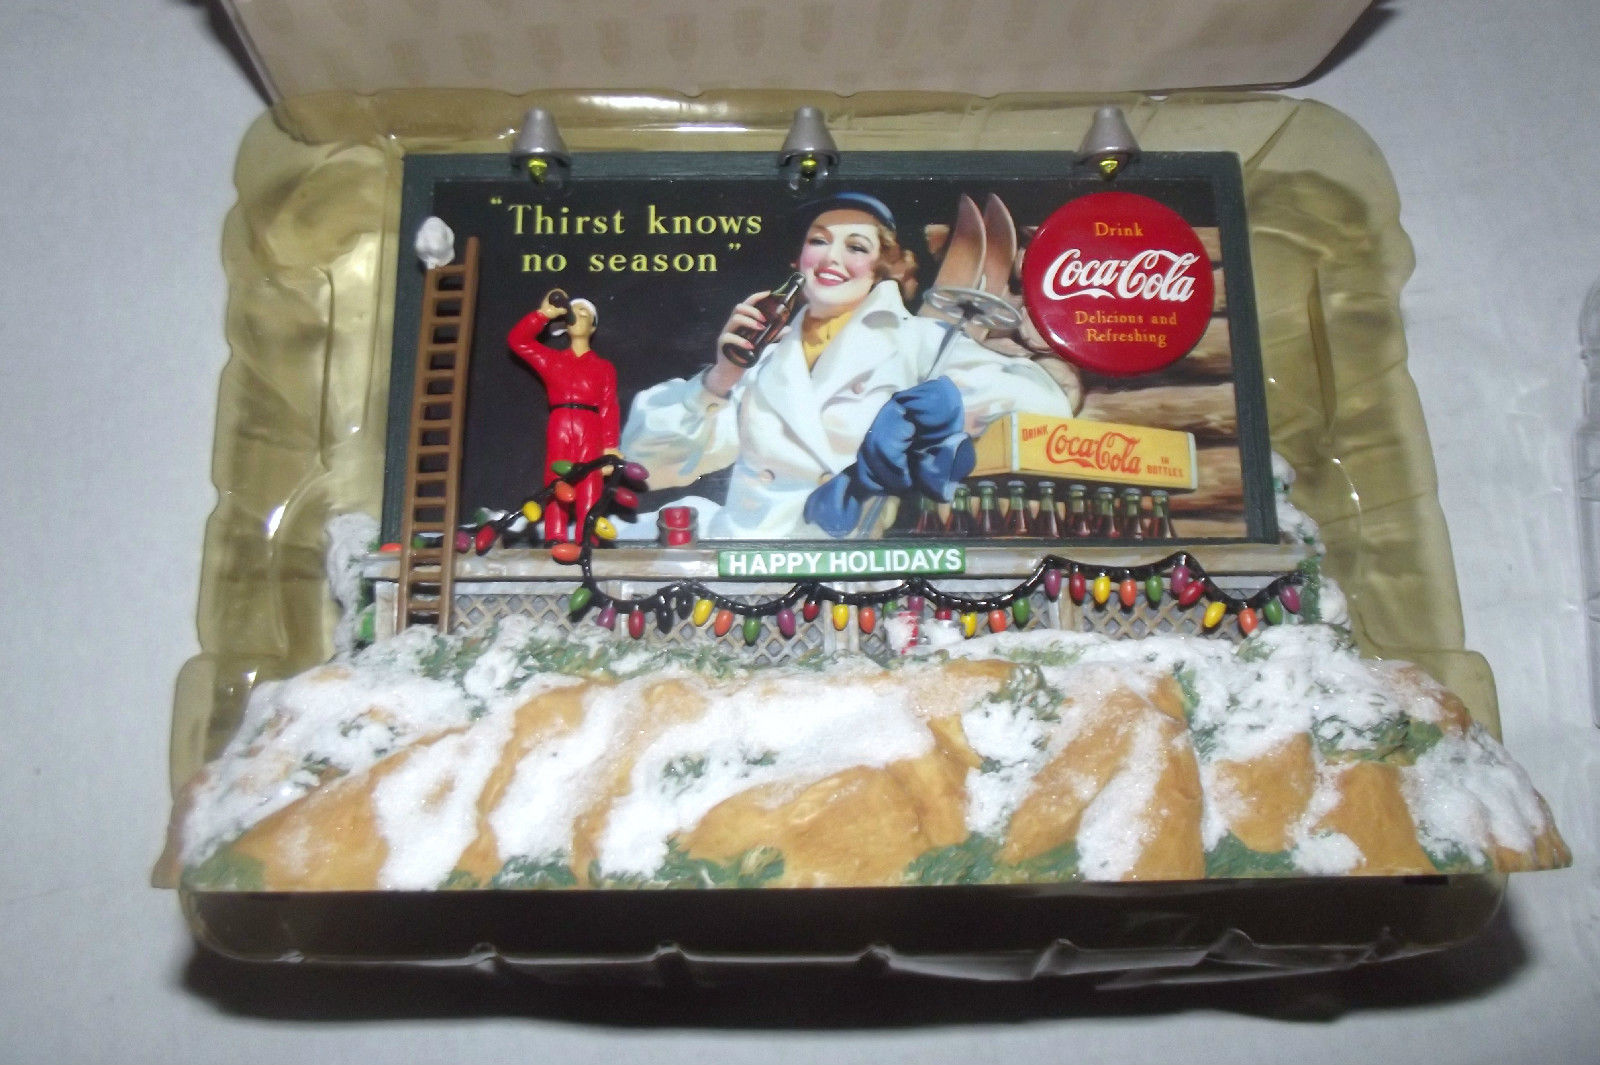 "Thirst knows
no season"
Drink
Coca-Cola
Delicious and
Refreshing
DRINK
Coca-Cola
IN
BOTTLES
HAPPY HOLIDAYS